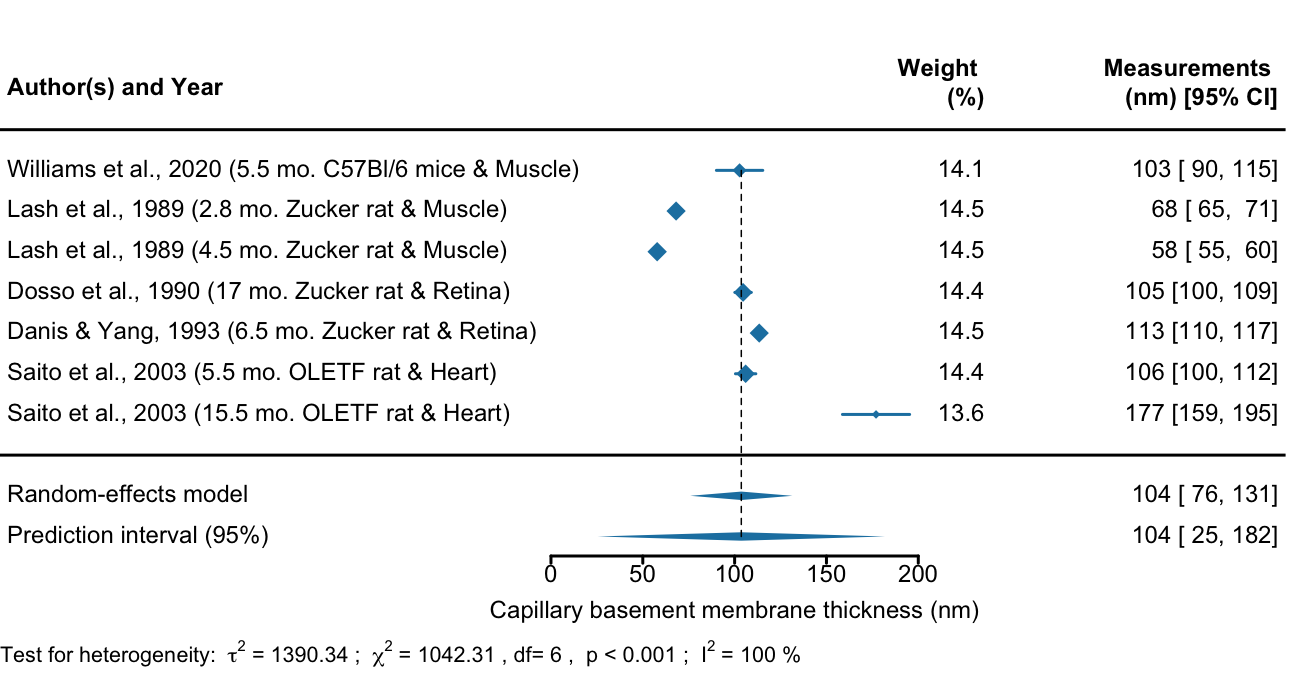 Weight Measurements
Author(s) and Year (%) (nm) [95% CI]
Williams et al., 2020 (5.5 mo. C57Bl/6 mice & Muscle) 14.1 103 [ 90, 115]
Lash et al., 1989 (2.8 mo. Zucker rat & Muscle) 14.5 68 [ 65, 71]
Lash et al., 1989 (4.5 mo. Zucker rat & Muscle) 14.5 58 [ 55, 60]
Dosso et al., 1990 (17 mo. Zucker rat & Retina) 14.4 105 [100, 109]
Danis & Yang, 1993 (6.5 mo. Zucker rat & Retina) 14.5 113 [110, 117]
Saito et al., 2003 (5.5 mo. OLETF rat & Heart) 14.4 106 [100, 112]
Saito et al., 2003 (15.5 mo. OLETF rat & Heart) 13.6 177 [159, 195]
Random-effects model 104 [ 76, 131]
Prediction interval (95%) 104 [ 25, 182]
0 50 100 150 200
Capillary basement membrane thickness (nm)
Test for heterogeneity: τ² = 1390.34 ; χ² = 1042.31 , df= 6 , p < 0.001 ; I² = 100 %